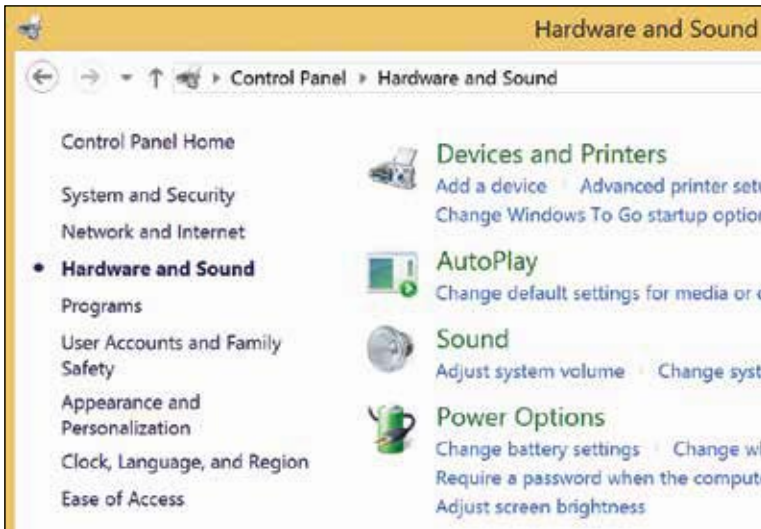 Hardware and Sound
Control Panel Hardware and Sound
Control Panel Home
System and Security
Network and Internet
Hardware and Sound
Programs
User Accounts and Family
Safety
Appearance and
Personalization
Clock, Language, and Region
Ease of Access
Devices and Printers
Add a device Advanced printer
Change Windows To Go startup
AutoPlay
Change default settings for media or
Sound
Adjust system volume Change
Power Options
Change battery settings Change
Require a password when the
Adjust screen brightness